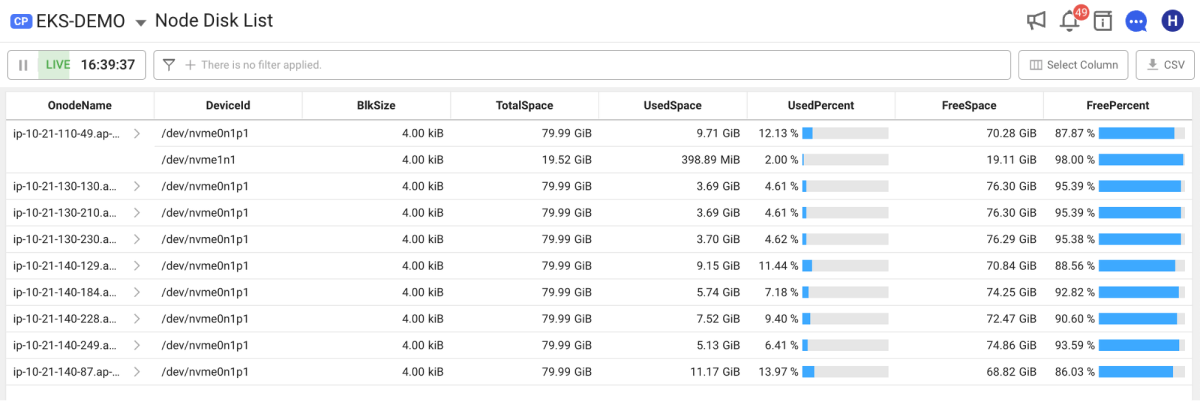 CP EKS-DEMO Node Disk List 49 H
LIVE 16:39:37 There is no filter applied. Select Column CSV
OnodeName DeviceId BlkSize TotalSpace UsedSpace UsedPercent FreeSpace FreePercent
ip-10-21-110-49.ap-... /dev/nvme0n1p1 4.00 kiB 79.99 GiB 9.71 GiB 12.13 % 70.28 GiB 87.87 %
/dev/nvme1n1 4.00 kiB 19.52 GiB 398.89 MiB 2.00 % 19.11 GiB 98.00 %
ip-10-21-130-130.a... /dev/nvme0n1p1 4.00 kiB 79.99 GiB 3.69 GiB 4.61 % 76.30 GiB 95.39 %
ip-10-21-130-210.a... /dev/nvme0n1p1 4.00 kiB 79.99 GiB 3.69 GiB 4.61 % 76.30 GiB 95.39 %
ip-10-21-130-230.a... /dev/nvme0n1p1 4.00 kiB 79.99 GiB 3.70 GiB 4.62 % 76.29 GiB 95.38 %
ip-10-21-140-129.a... /dev/nvme0n1p1 4.00 kiB 79.99 GiB 9.15 GiB 11.44 % 70.84 GiB 88.56 %
ip-10-21-140-184.a... /dev/nvme0n1p1 4.00 kiB 79.99 GiB 5.74 GiB 7.18 % 74.25 GiB 92.82 %
ip-10-21-140-228.a... /dev/nvme0n1p1 4.00 kiB 79.99 GiB 7.52 GiB 9.40 % 72.47 GiB 90.60 %
ip-10-21-140-249.a... /dev/nvme0n1p1 4.00 kiB 79.99 GiB 5.13 GiB 6.41 % 74.86 GiB 93.59 %
ip-10-21-140-87.ap-... /dev/nvme0n1p1 4.00 kiB 79.99 GiB 11.17 GiB 13.97 % 68.82 GiB 86.03 %